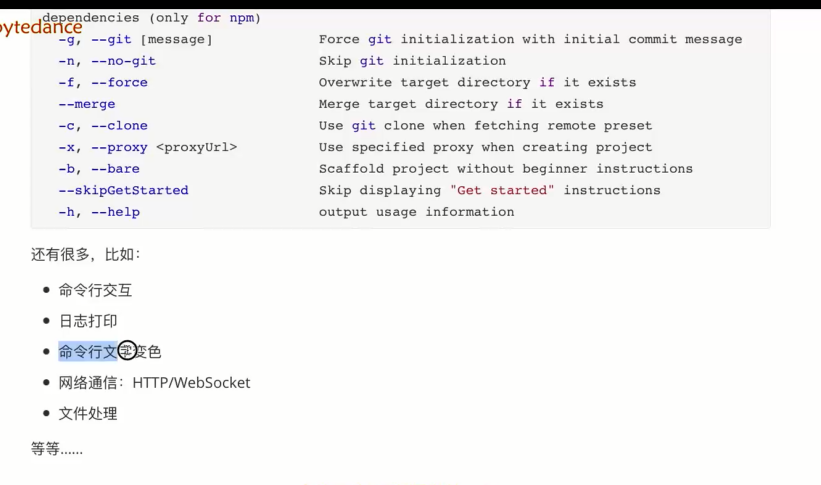 dependencies (only for npm)
bytedance
-g, --git [message] Force git initialization with initial commit message
-n, --no-git Skip git initialization
-f, --force Overwrite target directory if it exists
--merge Merge target directory if it exists
-c, --clone Use git clone when fetching remote preset
-x, --proxy <proxyUrl> Use specified proxy when creating project
-b, --bare Scaffold project without beginner instructions
--skipGetStarted Skip displaying "Get started" instructions
-h, --help output usage information
还有很多，比如：
命令行交互
日志打印
命令行文字变色
网络通信：HTTP/WebSocket
文件处理
等等......